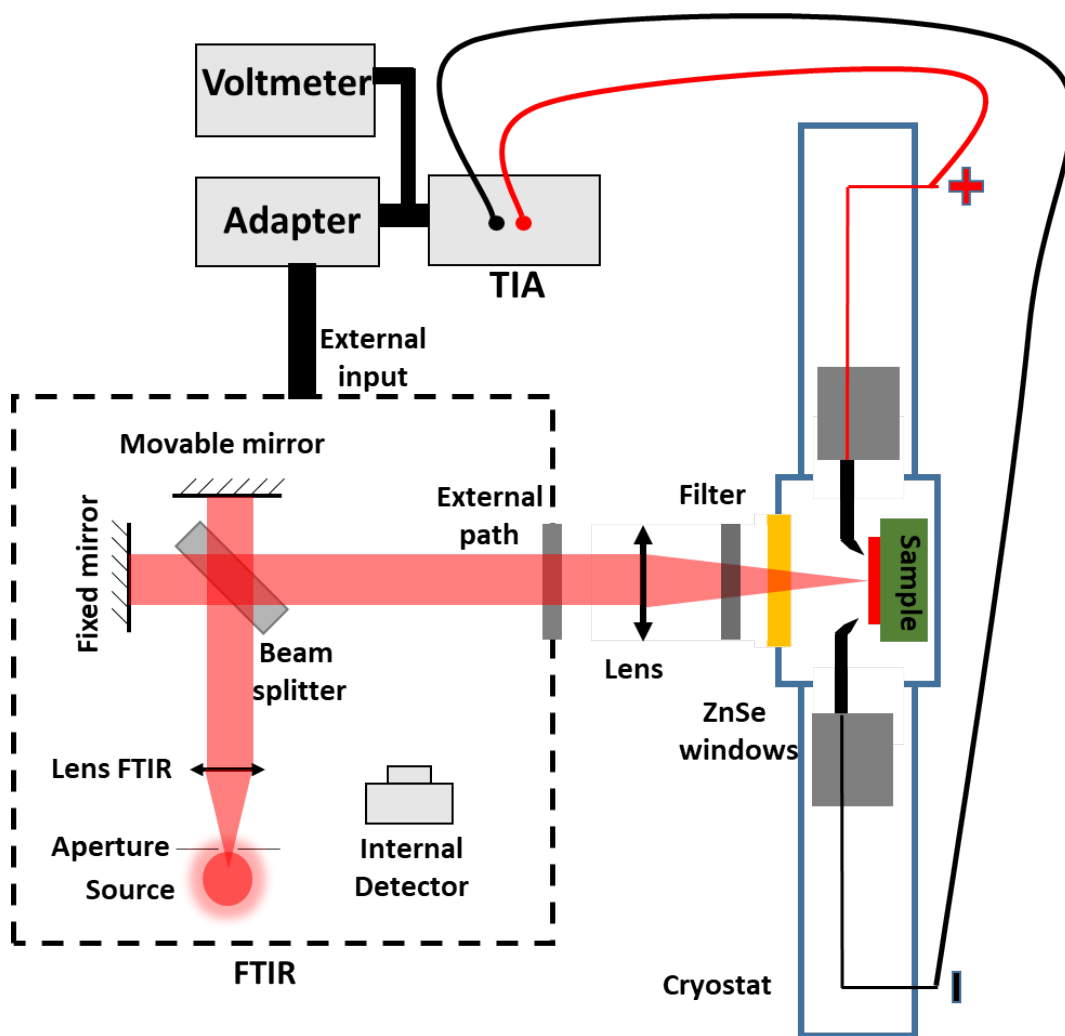 Voltmeter
Adapter
TIA
+
External
input
Movable mirror
Fixed mirror
External
path
Filter
Sample
Beam
splitter
Lens
ZnSe
windows
Lens FTIR
Aperture
Source
Internal
Detector
FTIR
Cryostat
-